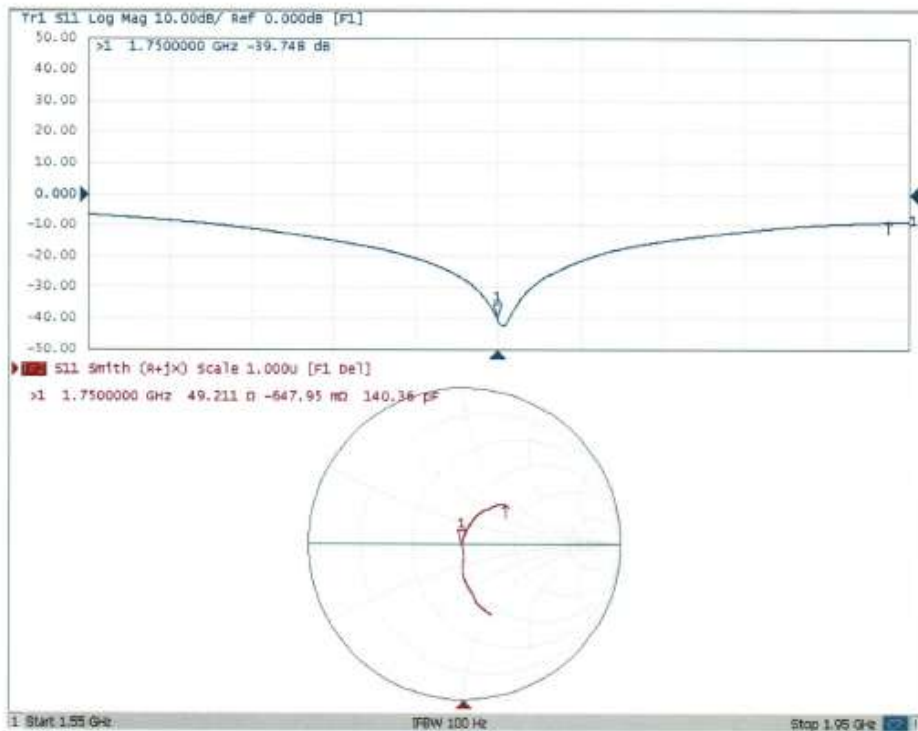 Tr1 S11 Log Mag 10.00dB/ Ref 0.000dB [F1]
50.00
>1 1.7500000 GHz -39.748 dB
40.00
30.00
20.00
10.00
0.000
-10.00
1
-20.00
-30.00
1
-40.00
-50.00
S11 Smith (R+jX) Scale 1.000U [F1 Del]
>1 1.7500000 GHz 49.211 Ω -647.95 mΩ 140.36 pF
1
1 Start 1.55 GHz IFBW 100 Hz Stop 1.95 GHz